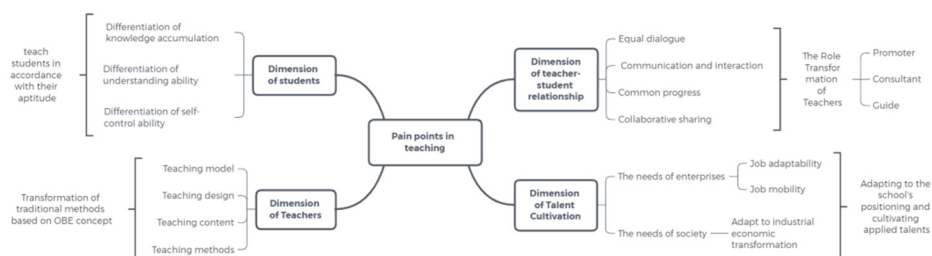 teach
students in
accordance
with their
aptitude
Differentiation of
knowledge accumulation
Differentiation of
understanding ability
Differentiation of self-
control ability
Dimension
of students
Transformation of
traditional methods
based on OBE concept
Teaching model
Teaching design
Teaching content
Teaching methods
Dimension
of Teachers
Pain points in
teaching
Dimension
of teacher-
student
relationship
Equal dialogue
Communication and interaction
Common progress
Collaborative sharing
The Role
Transfor
mation
of
Teachers
Promoter
Consultant
Guide
Dimension
of Talent
Cultivation
The needs of enterprises
Job adaptability
Job mobility
The needs of society
Adapt to industrial
economic
transformation
Adapting to the
school's
positioning and
cultivating
applied talents